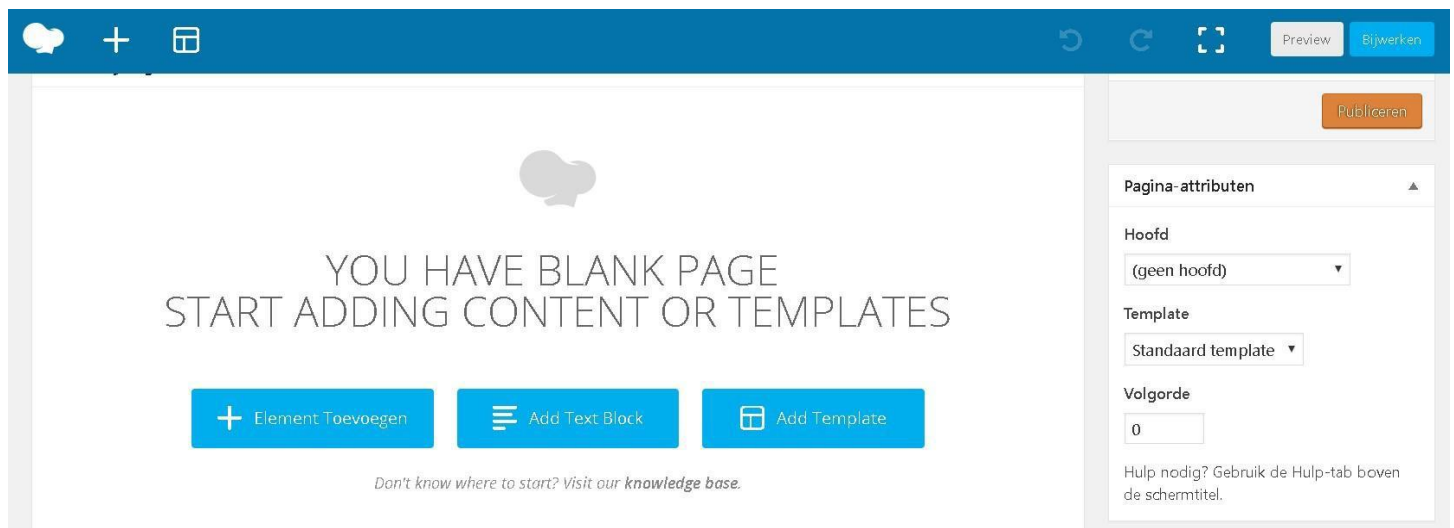 Preview
Bijwerken
Publiceren
YOU HAVE BLANK PAGE
START ADDING CONTENT OR TEMPLATES
Element Toevoegen
Add Text Block
Add Template
Don't know where to start? Visit our knowledge base.
Pagina-attributen
Hoofd
(geen hoofd)
Template
Standaard template
Volgorde
0
Hulp nodig? Gebruik de Hulp-tab boven
de schermtitel.